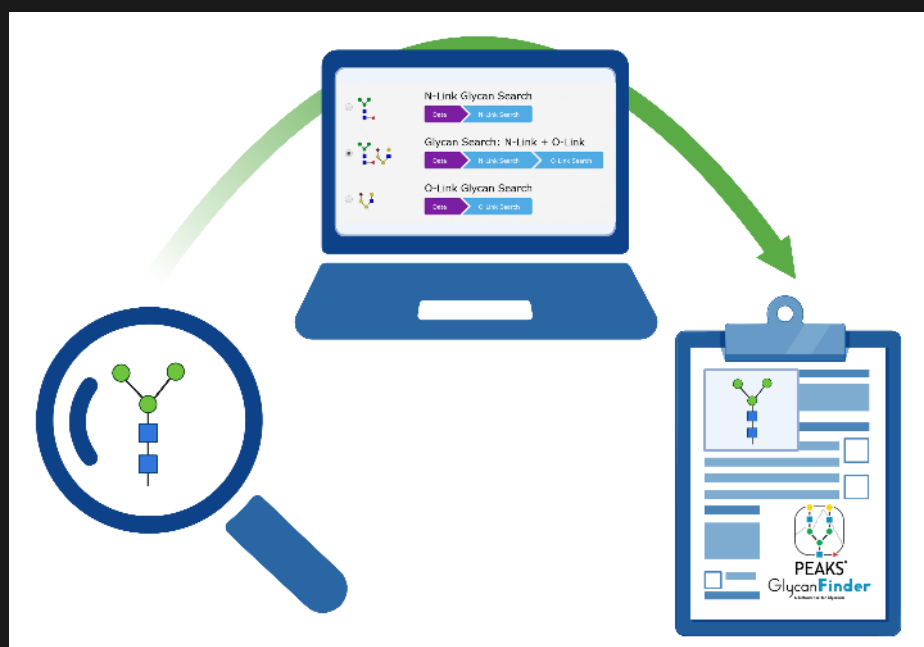 N-Link Glycan Search
Data N-Link Search
Glycan Search: N-Link + O-Link
Data N-Link Search O-Link Search
O-Link Glycan Search
Data O-Link Search
PEAKS®
GlycanFinder